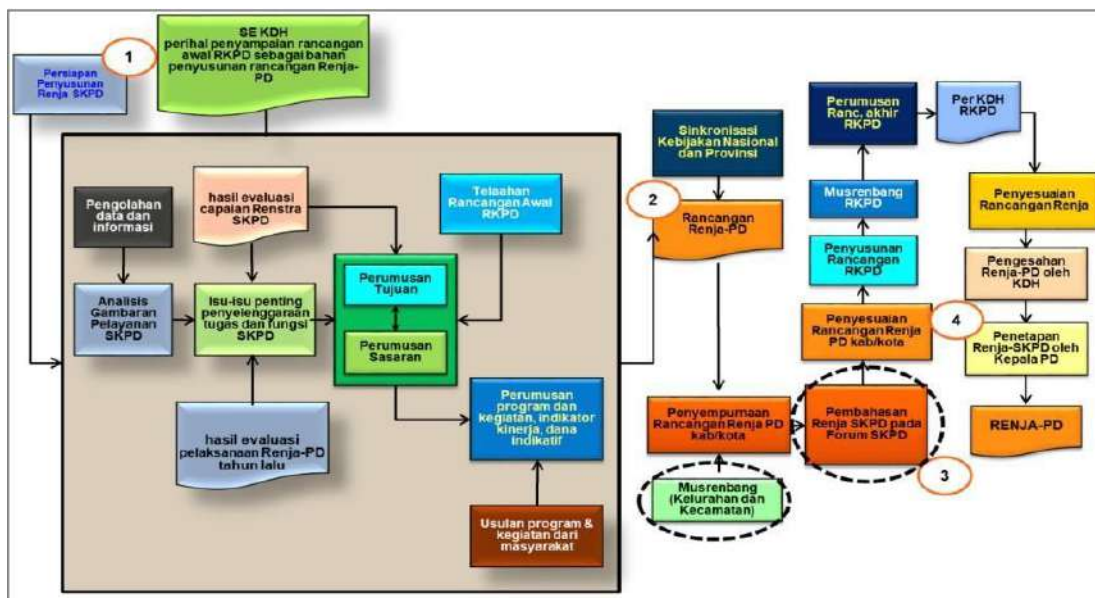 SE KDH
perihal penyampaian rancangan
awal RKPD sebagai bahan
penyusunan rancangan Renja-
PD
1
Persiapan
Penyusunan
Renja SKPD
Pengolahan
data dan
informasi
hasil evaluasi
capaian Renstra
SKPD
Telaahan
Rancangan Awal
RKPD
Analisis
Gambaran
Pelayanan
SKPD
Isu-isu penting
penyelenggaraan
tugas dan fungsi
SKPD
Perumusan
Tujuan
Perumusan
Sasaran
hasil evaluasi
pelaksanaan Renja-PD
tahun lalu
Perumusan
program dan
kegiatan, indikator
kinerja, dana
indikatif
Usulan program &
kegiatan dari
masyarakat
Sinkronisasi
Kebijakan Nasional
dan Provinsi
2
Rancangan
Renja-PD
Penyempurnaan
Rancangan Renja PD
kab/kota
Musrenbang
(Kelurahan dan
Kecamatan)
Pembahasan
Renja SKPD pada
Forum SKPD
3
Penyesuaian
Rancangan Renja
PD kab/kota
4
Penyusunan
Rancangan
RKPD
Musrenbang
RKPD
Perumusan
Ranc. akhir
RKPD
Per KDH
RKPD
Penyesuaian
Rancangan Renja
Pengesahan
Renja-PD oleh
KDH
Penetapan
Renja-SKPD oleh
Kepala PD
RENJA-PD